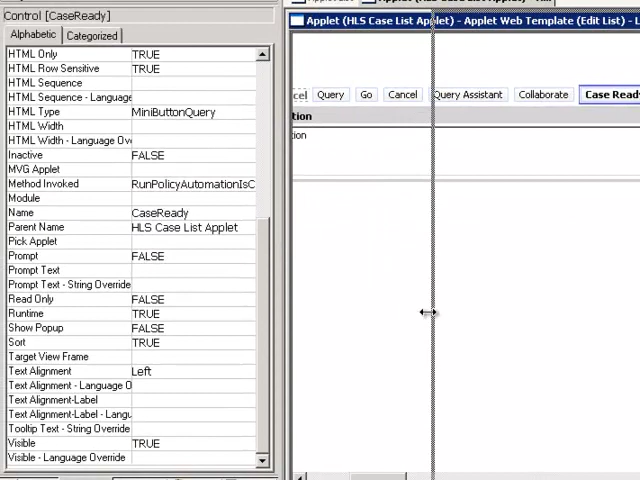 Control [CaseReady]
Alphabetic Categorized
HTML Only TRUE
HTML Row Sensitive TRUE
HTML Sequence
HTML Sequence - Language
HTML Type MiniButtonQuery
HTML Width
HTML Width - Language Ov
Inactive FALSE
MVG Applet
Method Invoked RunPolicyAutomationIsC
Module
Name CaseReady
Parent Name HLS Case List Applet
Pick Applet
Prompt FALSE
Prompt Text
Prompt Text - String Override
Read Only FALSE
Runtime TRUE
Show Popup FALSE
Sort TRUE
Target View Frame
Text Alignment Left
Text Alignment - Language O
Text Alignment-Label
Text Alignment-Label - Langu
Tooltip Text - String Override
Visible TRUE
Visible - Language Override
Applet (HLS Case List Applet) - Applet Web Template (Edit List) - L
cel Query Go Cancel Query Assistant Collaborate Case Read
tion
ion